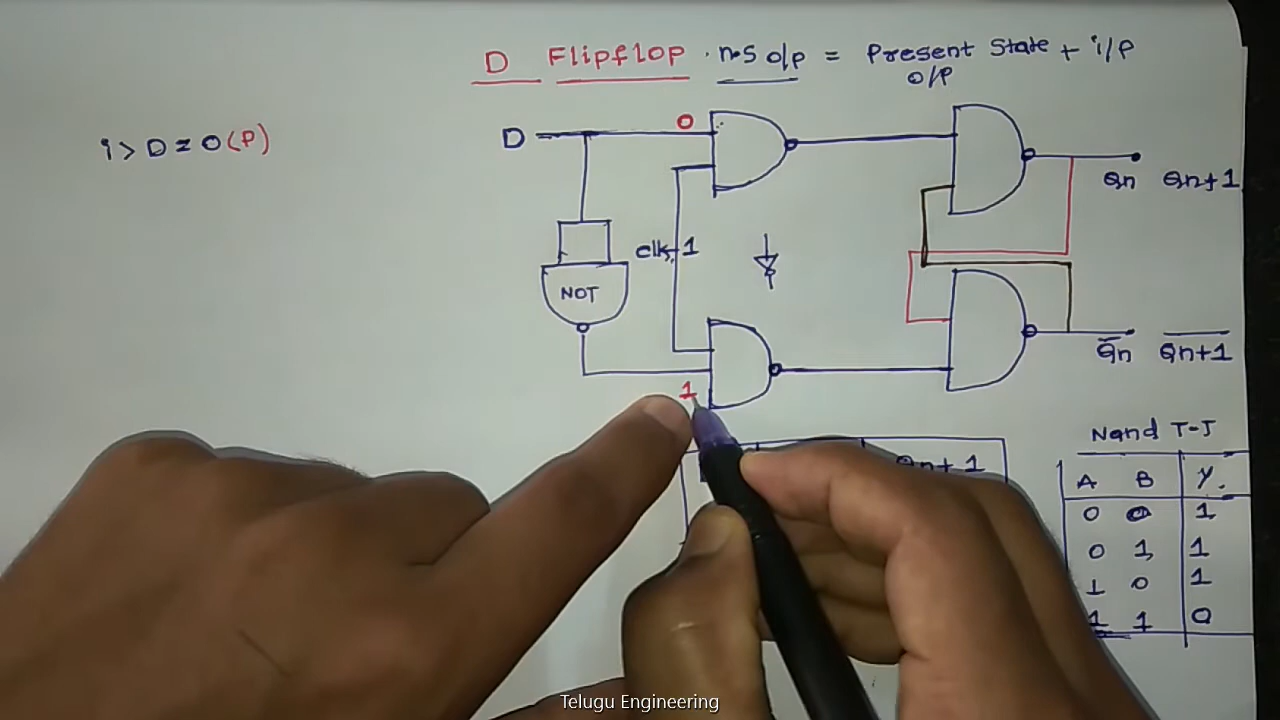 D Flipflop . n.s o/p = Present State + i/p
o/p
i> D = 0 (P)
D
0
Qn Qn+1
clk, 1
NOT
Q̅n Q̅n+1
1
Qn+1
Nand T-J
A B Y.
0 0 1
0 1, 1
1 0 1
1 1 0
Telugu Engineering